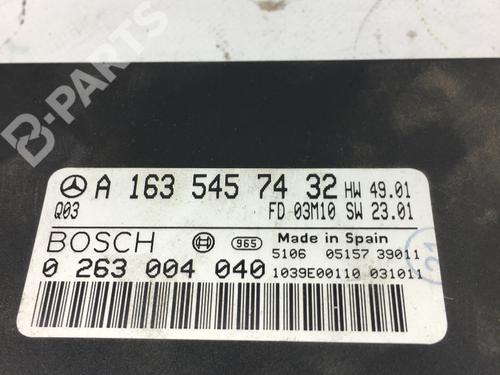 B-PARTS
A 163 545 74 32 HW 49.01
Q03 FD 03M10 SW 23.01
BOSCH 965 Made in Spain
5106 05157 39011
0 263 004 040 1039E00110 031011